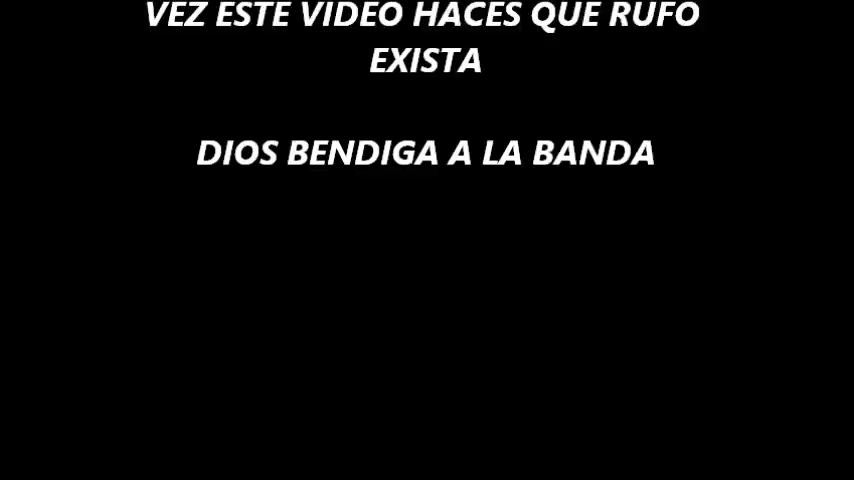 VEZ ESTE VIDEO HACES QUE RUFO
EXISTA
DIOS BENDIGA A LA BANDA